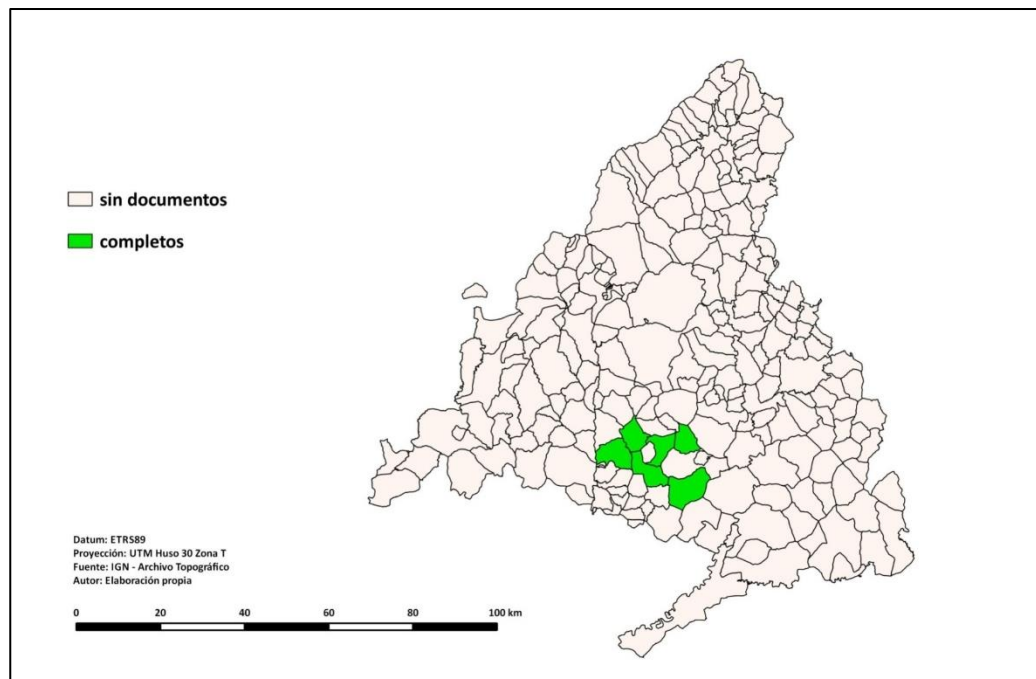 sin documentos
completos
Datum: ETRS89
Proyección: UTM Huso 30 Zona T
Fuente: IGN - Archivo Topográfico
Autor: Elaboración propia
0 20 40 60 80 100 km